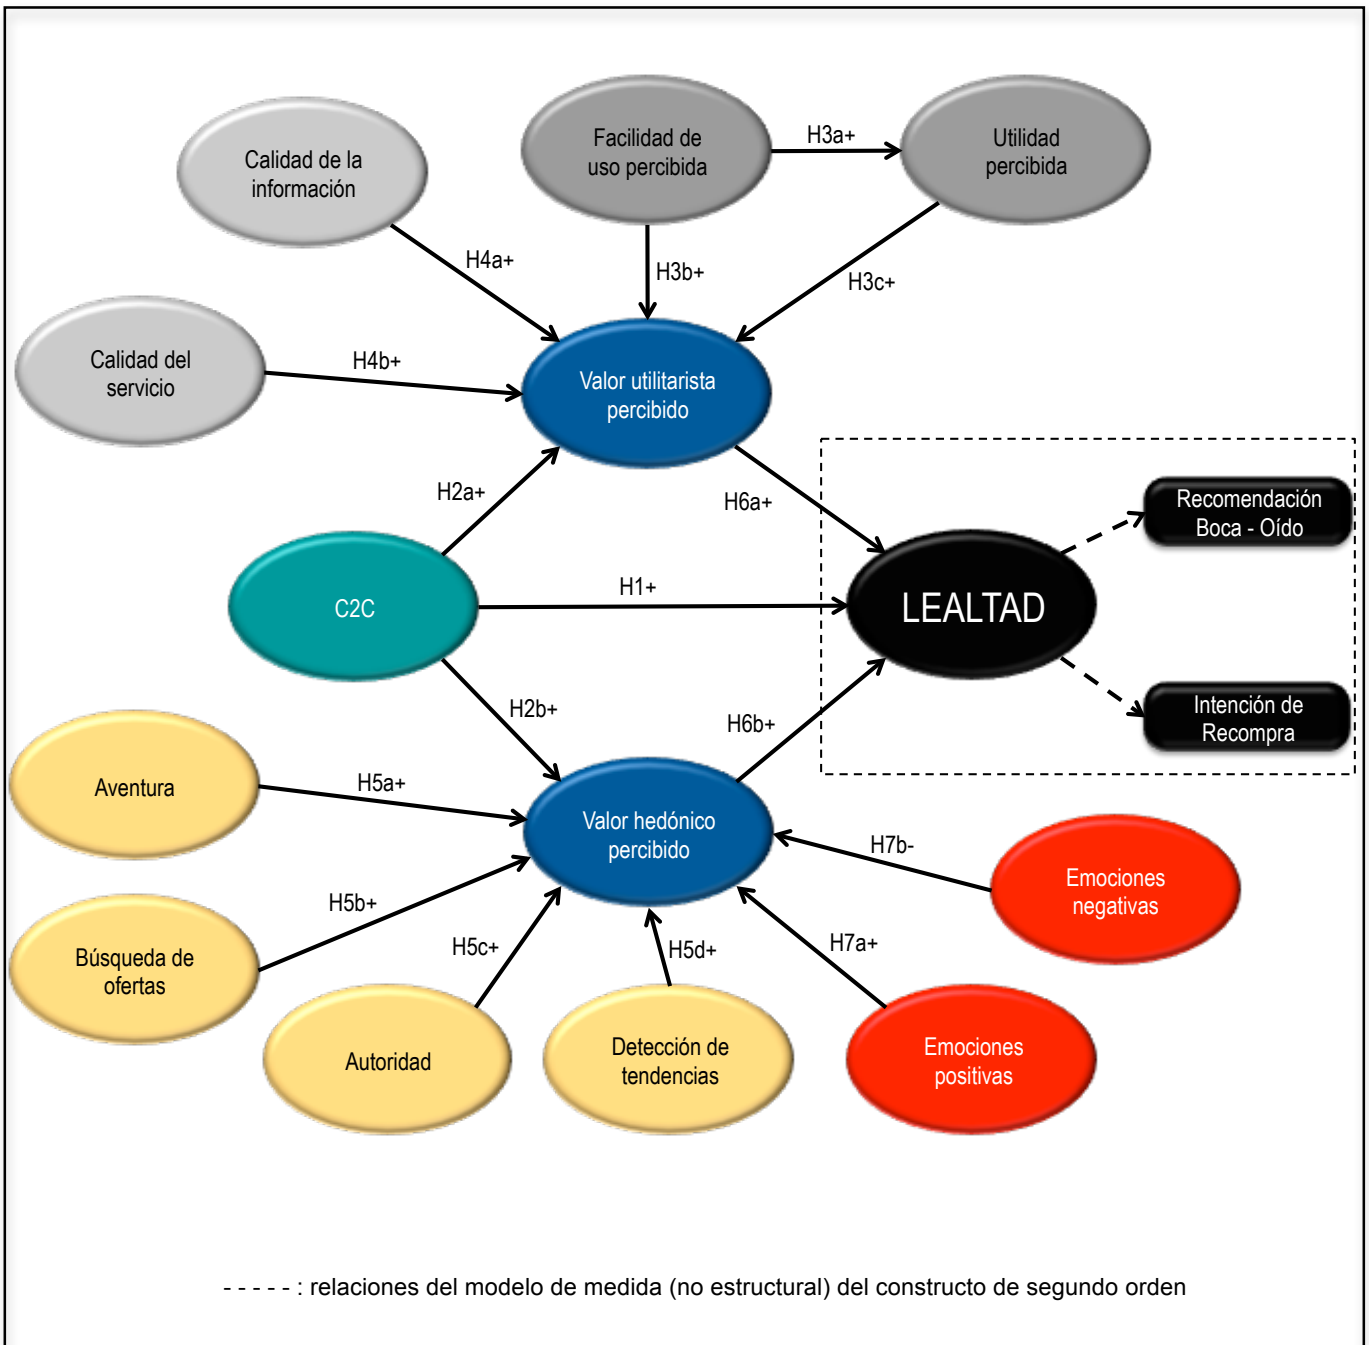 Calidad de la
información
Facilidad de
uso percibida
H3a+
Utilidad
percibida
H4a+
H3b+
H3c+
Calidad del
servicio
H4b+
Valor utilitarista
percibido
H2a+
H6a+
Recomendación
Boca - Oído
C2C
H1+
LEALTAD
H2b+
H6b+
Intención de
Recompra
Aventura
H5a+
Valor hedónico
percibido
H7b-
Emociones
negativas
H5b+
Búsqueda de
ofertas
H5c+
H5d+
H7a+
Autoridad
Detección de
tendencias
Emociones
positivas
- - - - - : relaciones del modelo de medida (no estructural) del constructo de segundo orden